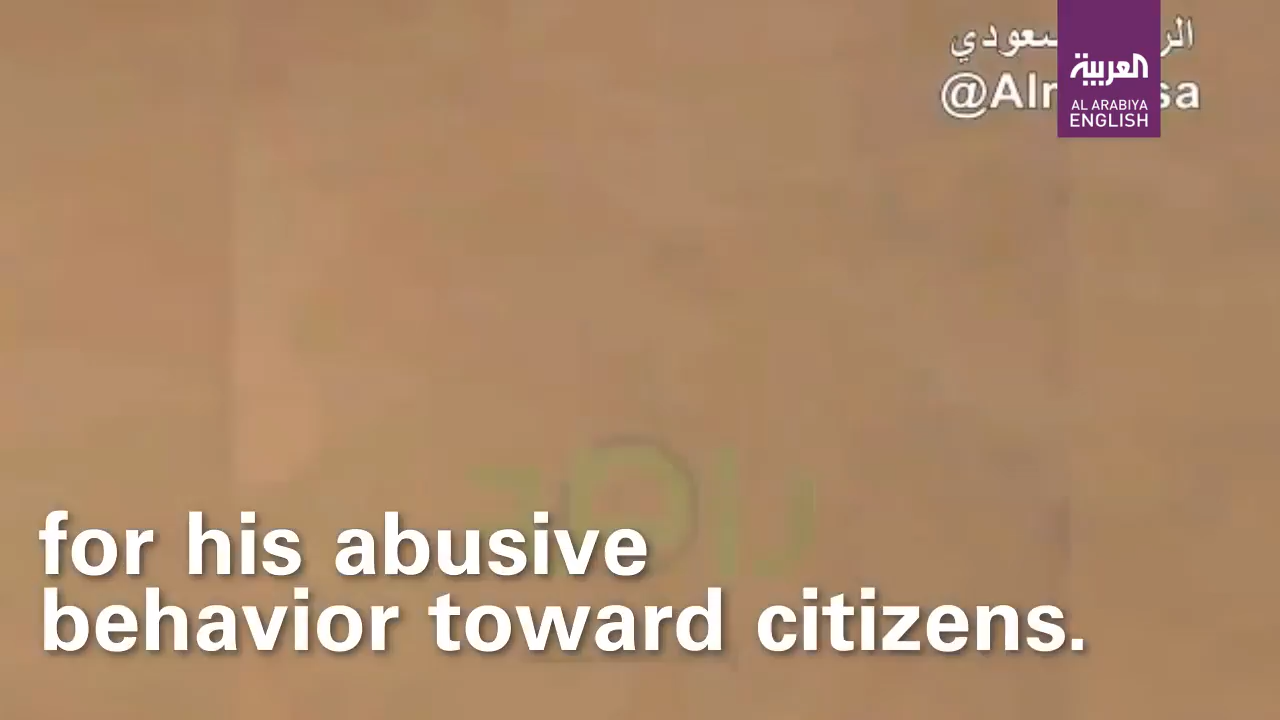 العربية
AL ARABIYA
ENGLISH
for his abusive
behavior toward citizens.